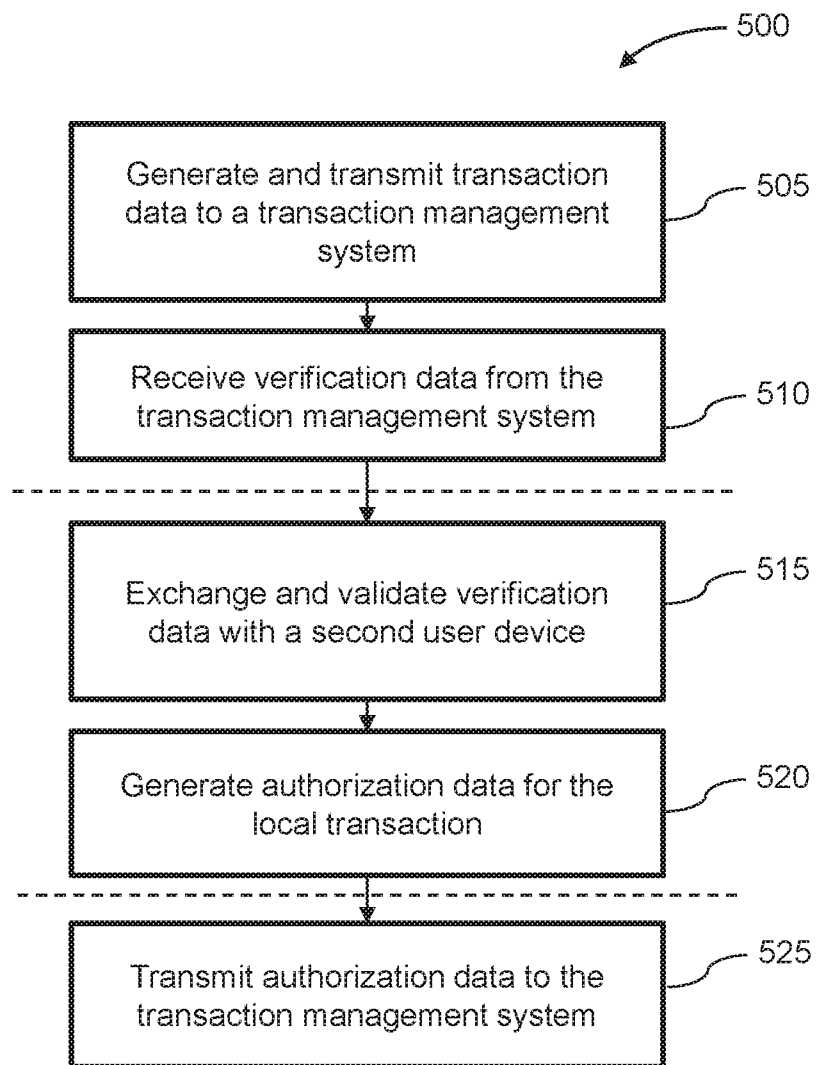 500
Generate and transmit transaction
data to a transaction management
system
505
Receive verification data from the
transaction management system
510
Exchange and validate verification
data with a second user device
515
Generate authorization data for the
local transaction
520
Transmit authorization data to the
transaction management system
525